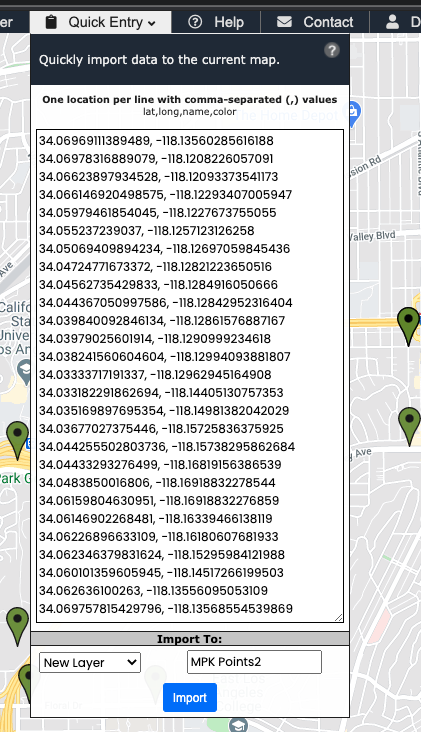 er
Quick Entry
Help
Contact
D
Quickly import data to the current map.
?
One location per line with comma-separated (,) values
lat,long,name,color
34.06969111389489, -118.13560285616188
34.06978316889079, -118.1208226057091
34.06623897934528, -118.12093373541173
34.066146920498575, -118.12293407005947
34.05979461854045, -118.1227673755055
34.055237239037, -118.1257123126258
34.05069409894234, -118.12697059845436
34.04724771673372, -118.12821223650516
34.04562735429833, -118.1284916050666
34.044367050997586, -118.12842952316404
34.039840092846134, -118.12861576887167
34.03979025601914, -118.1290999234618
34.038241560604604, -118.12994093881807
34.03333717191337, -118.12962945164908
34.033182291862694, -118.14405130757353
34.035169897695354, -118.14981382042029
34.03677027375446, -118.15725836375925
34.044255502803736, -118.15738295862684
34.04433293276499, -118.16819156386539
34.0483850016806, -118.16918832278544
34.06159804630951, -118.16918832276859
34.06146902268481, -118.16339466138119
34.06226896633109, -118.16180607681933
34.062346379831624, -118.15295984121988
34.060101359605945, -118.14517266199503
34.062636100263, -118.13556095053109
34.069757815429796, -118.13568554539869
Import To:
New Layer
MPK Points2
Import
sion Rd
Valley Blvd
Ave
Califo
Stat
Unive
os An
Ave
Park G